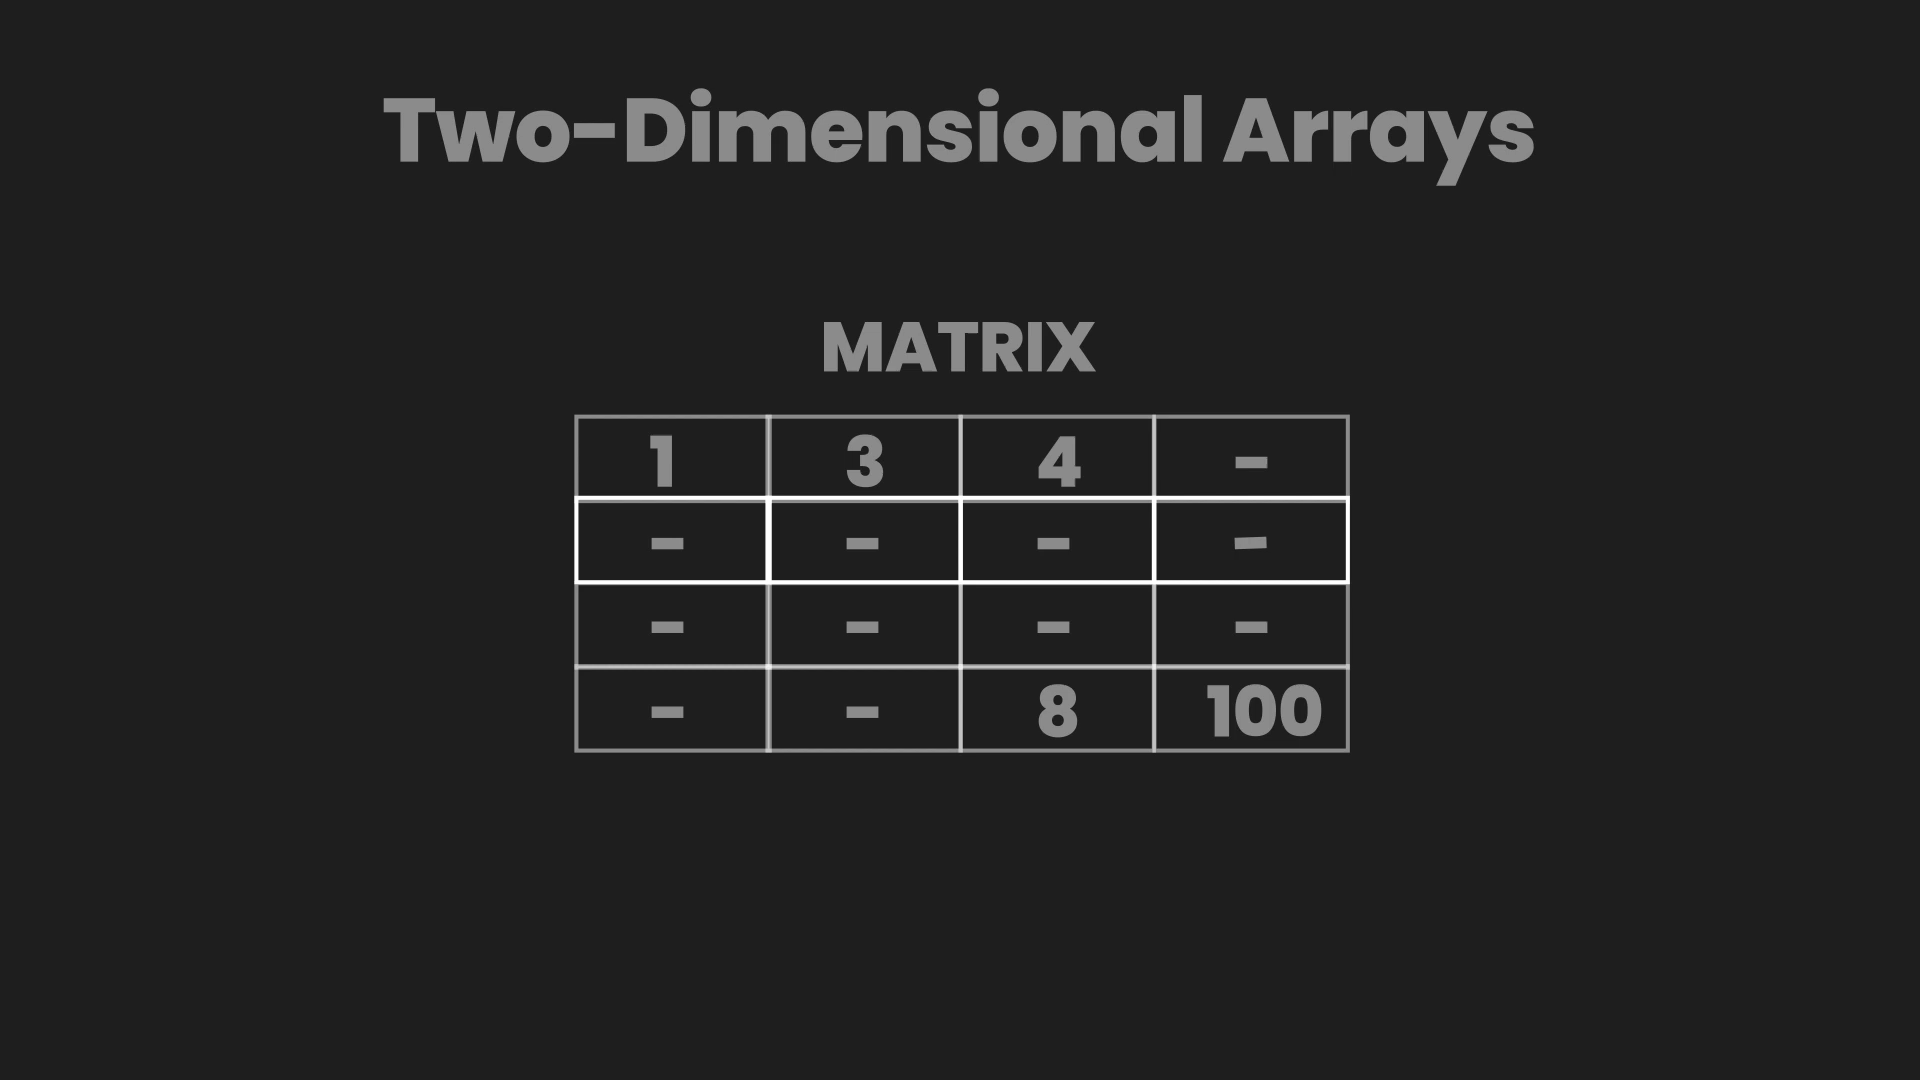 Two-Dimensional Arrays
MATRIX
1 3 4 -
- - - -
- - - -
- - 8 100